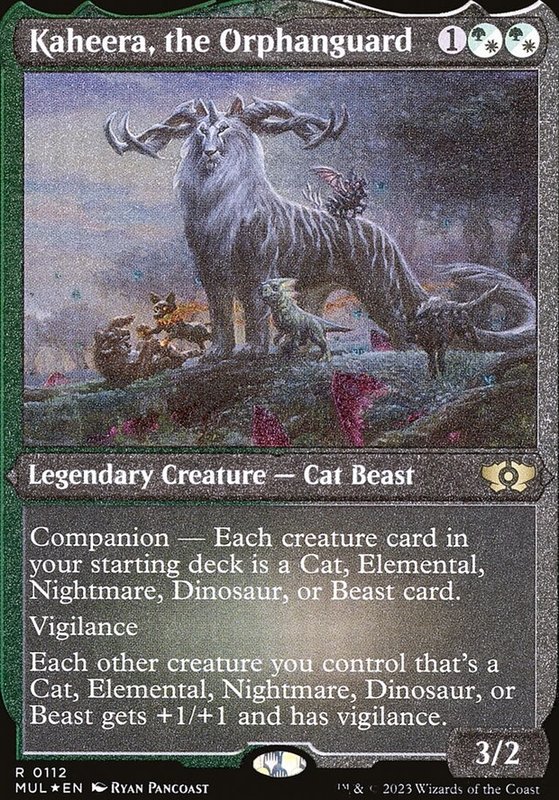 Kaheera, the Orphanguard 1
Legendary Creature — Cat Beast
Companion — Each creature card in
your starting deck is a Cat, Elemental,
Nightmare, Dinosaur, or Beast card.
Vigilance
Each other creature you control that's a
Cat, Elemental, Nightmare, Dinosaur, or
Beast gets +1/+1 and has vigilance.
3/2
R 0112
MUL★EN Ryan Pancoast
™ & © 2023 Wizards of the Coast